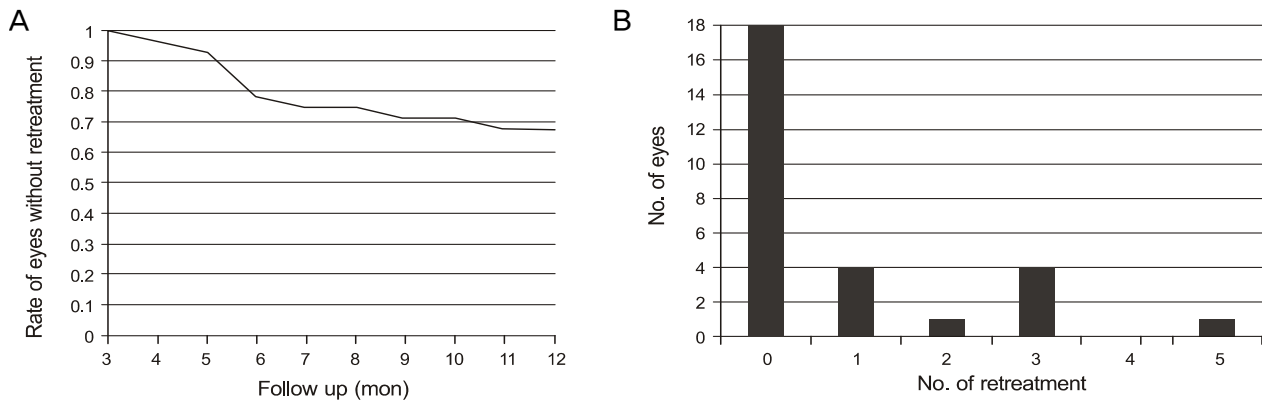 A
Rate of eyes without retreatment
1
0.9
0.8
0.7
0.6
0.5
0.4
0.3
0.2
0.1
0
3 4 5 6 7 8 9 10 11 12
Follow up (mon)
B
No. of eyes
18
16
14
12
10
8
6
4
2
0
0 1 2 3 4 5
No. of retreatment